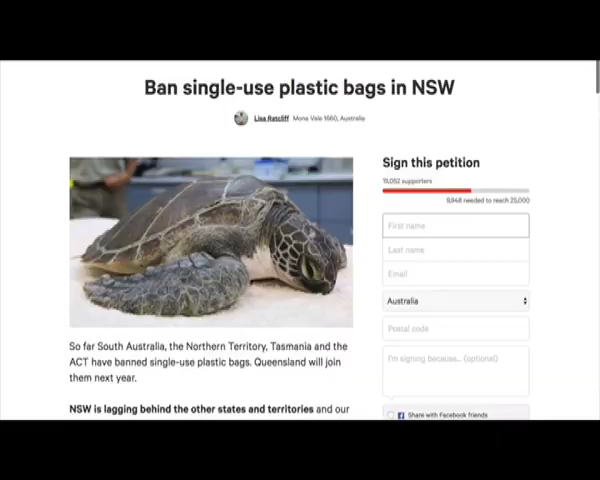 Ban single-use plastic bags in NSW
Lisa Ratcliff Mona Vale 1660, Australia
Sign this petition
supporters
9,948 needed to reach 25,000
First name
Last name
Email
Australia
Postal code
I'm signing because... (optional)
Share with Facebook friends
So far South Australia, the Northern Territory, Tasmania and the
ACT have banned single-use plastic bags. Queensland will join
them next year.
NSW is lagging behind the other states and territories and our